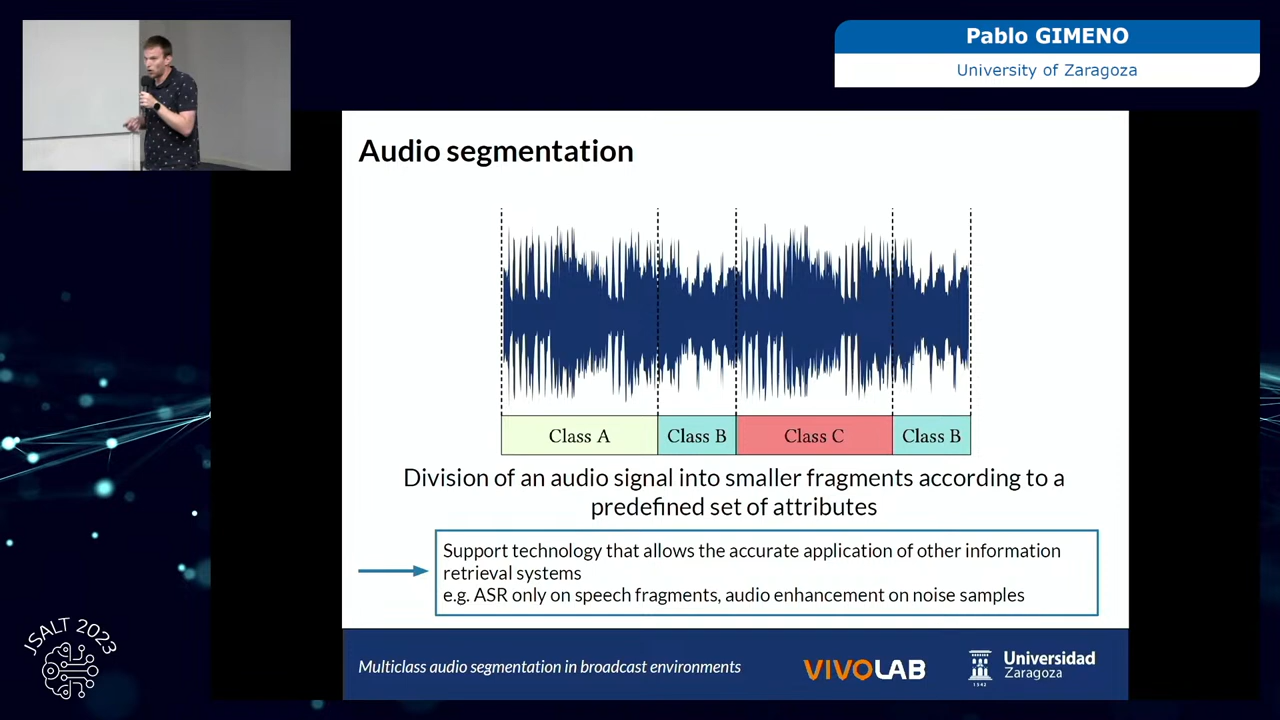 Pablo GIMENO
University of Zaragoza
Audio segmentation
Class A
Class B
Class C
Class B
Division of an audio signal into smaller fragments according to a
predefined set of attributes
Support technology that allows the accurate application of other information
retrieval systems
e.g. ASR only on speech fragments, audio enhancement on noise samples
Multiclass audio segmentation in broadcast environments
VIVOLAB
1542
Universidad
Zaragoza
JSALT 2023